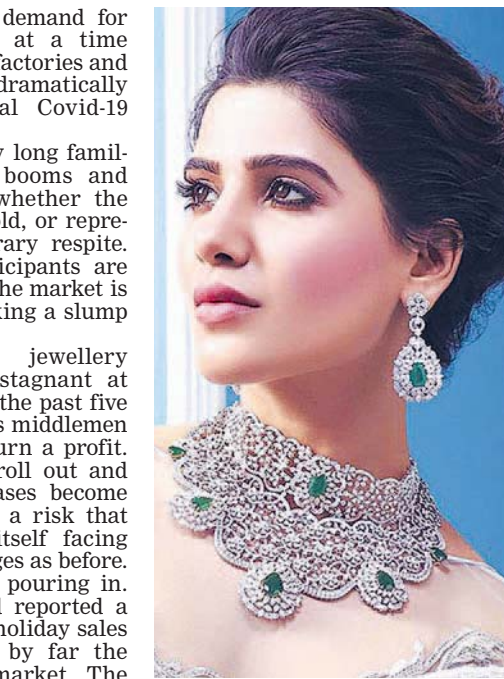 demand for
at a time
factories and
dramatically
al Covid-19
y long famil-
booms and
whether the
old, or repre-
rary respite.
icipants are
he market is
king a slump
jewellery
stagnant at
the past five
s middlemen
urn a profit.
roll out and
ases become
a risk that
itself facing
ges as before.
pouring in.
l reported a
holiday sales
by far the
market. The